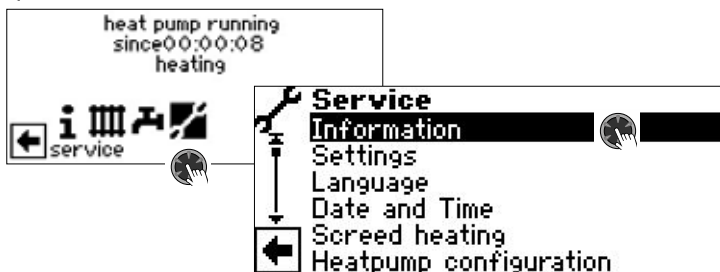 heat pump running
since00:00:08
heating
service
Service
Information
Settings
Language
Date and Time
Screed heating
Heatpump configuration